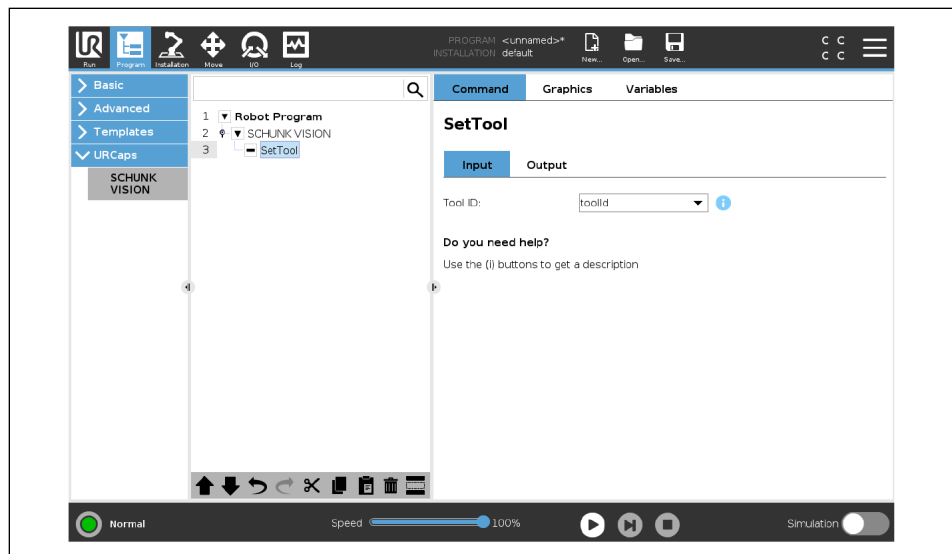 UR
PROGRAM <unnamed>*
INSTALLATION default
Run Program Installation Move I/O Log New... Open... Save...
C C
C C
Basic
Advanced
Templates
URCaps
SCHUNK
VISION
1 Robot Program
2 SCHUNK VISION
3 SetTool
Command Graphics Variables
SetTool
Input Output
Tool ID: toolId
Do you need help?
Use the (i) buttons to get a description
Normal Speed 100% Simulation